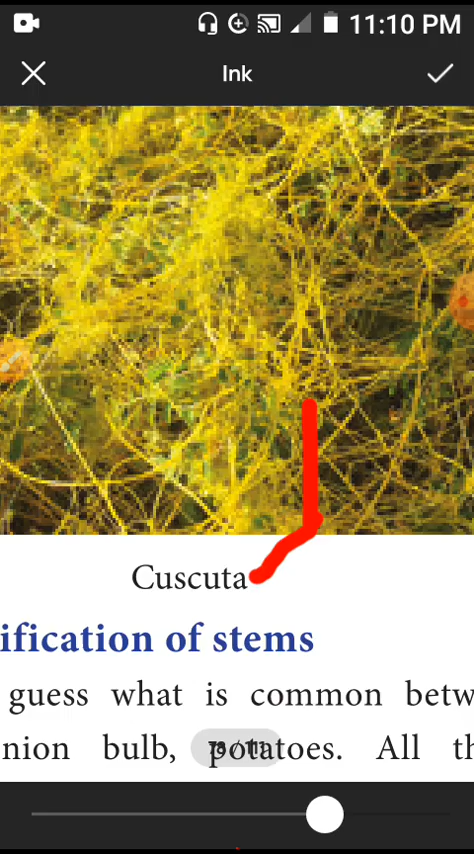 11:10 PM
Ink
Cuscuta
ification of stems
guess what is common betw
nion bulb, potatoes. All th